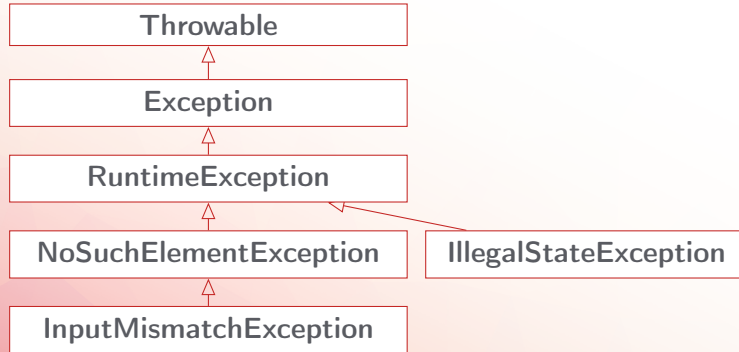 Throwable
Exception
RuntimeException
NoSuchElementException
IllegalStateException
InputMismatchException